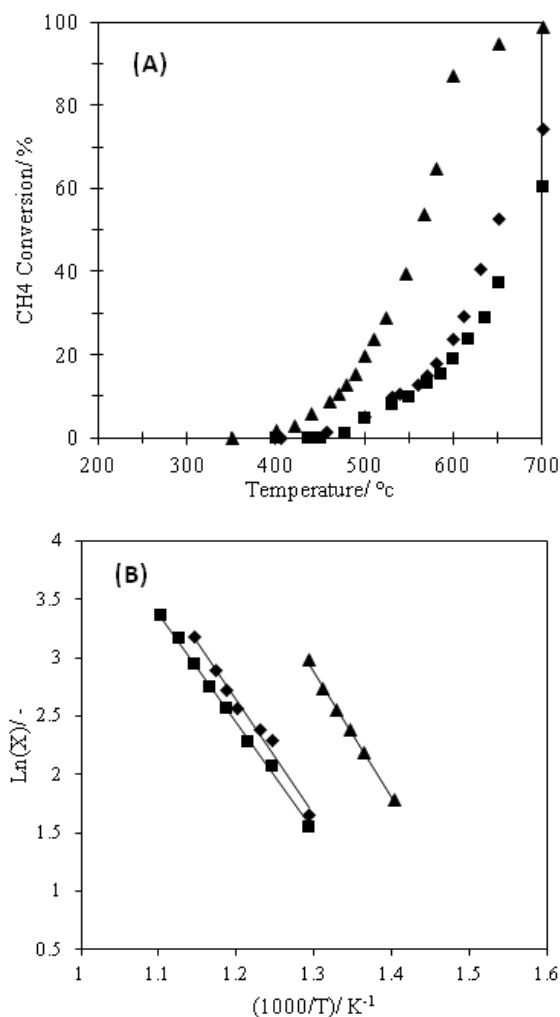 (A)
CH4 Conversion/ %
100
80
60
40
20
0
200 300 400 500 600 700
Temperature/ °c
(B)
Ln(X)/ -
4
3.5
3
2.5
2
1.5
1
0.5
1 1.1 1.2 1.3 1.4 1.5 1.6
(1000/T)/ K⁻¹